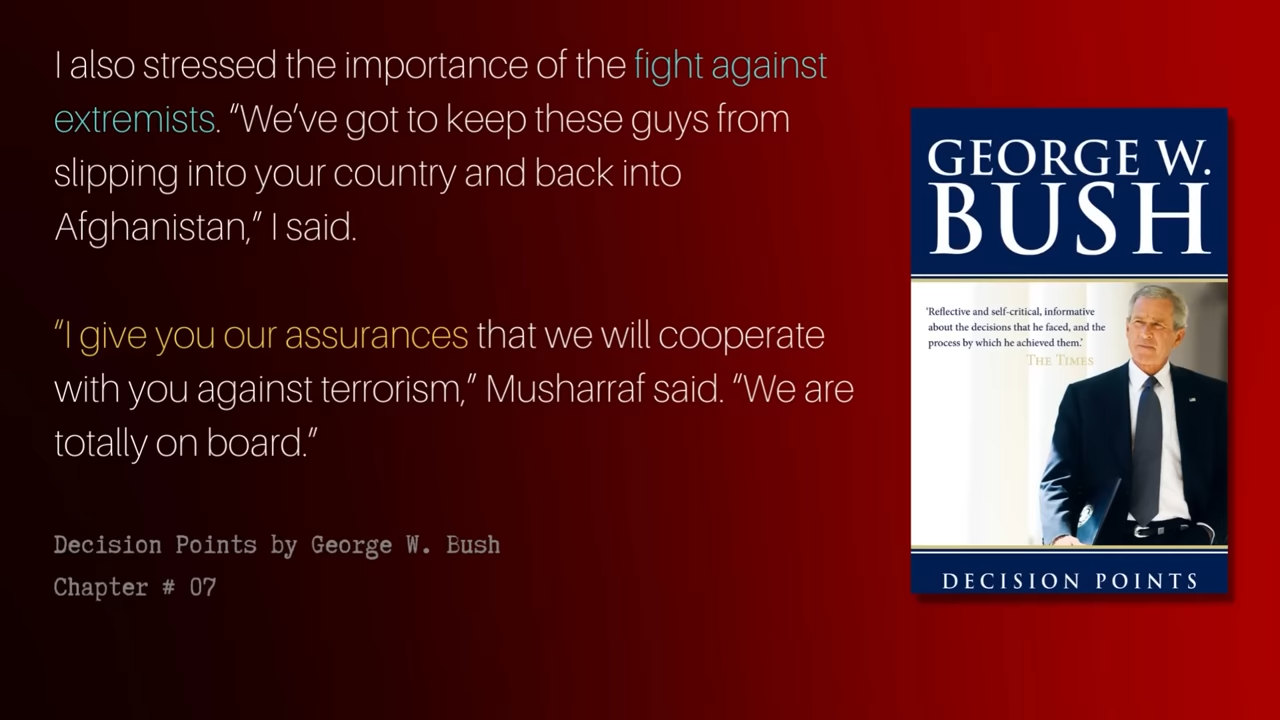 I also stressed the importance of the fight against
extremists. “We’ve got to keep these guys from
slipping into your country and back into
Afghanistan,” I said.
“I give you our assurances that we will cooperate
with you against terrorism,” Musharraf said. “We are
totally on board.”
Decision Points by George W. Bush
Chapter # 07
GEORGE W.
BUSH
‘Reflective and self-critical, informative
about the decisions that he faced, and the
process by which he achieved them.’
THE TIMES
DECISION POINTS